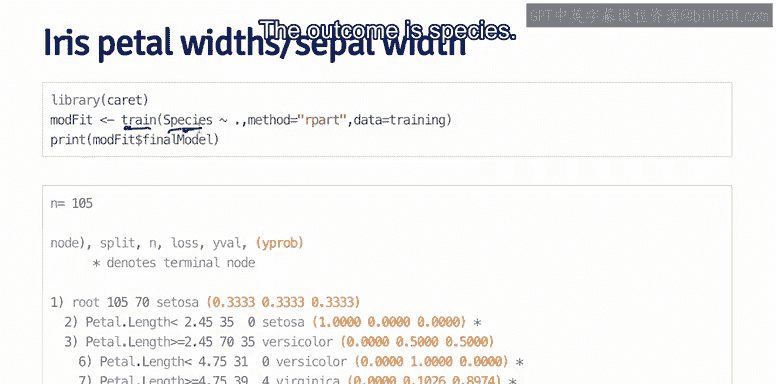 The outcome is species.
Iris petal widths/sepal width
library(caret)
modFit <- train(Species ~ .,method="rpart",data=training)
print(modFit$finalModel)
n= 105
node), split, n, loss, yval, (yprob)
* denotes terminal node
1) root 105 70 setosa (0.3333 0.3333 0.3333)
2) Petal.Length< 2.45 35 0 setosa (1.0000 0.0000 0.0000) *
3) Petal.Length>=2.45 70 35 versicolor (0.0000 0.5000 0.5000)
6) Petal.Length< 4.75 31 0 versicolor (0.0000 1.0000 0.0000) *
7) Petal.Length>=4.75 39 4 virginica (0.0000 0.1026 0.8974) *